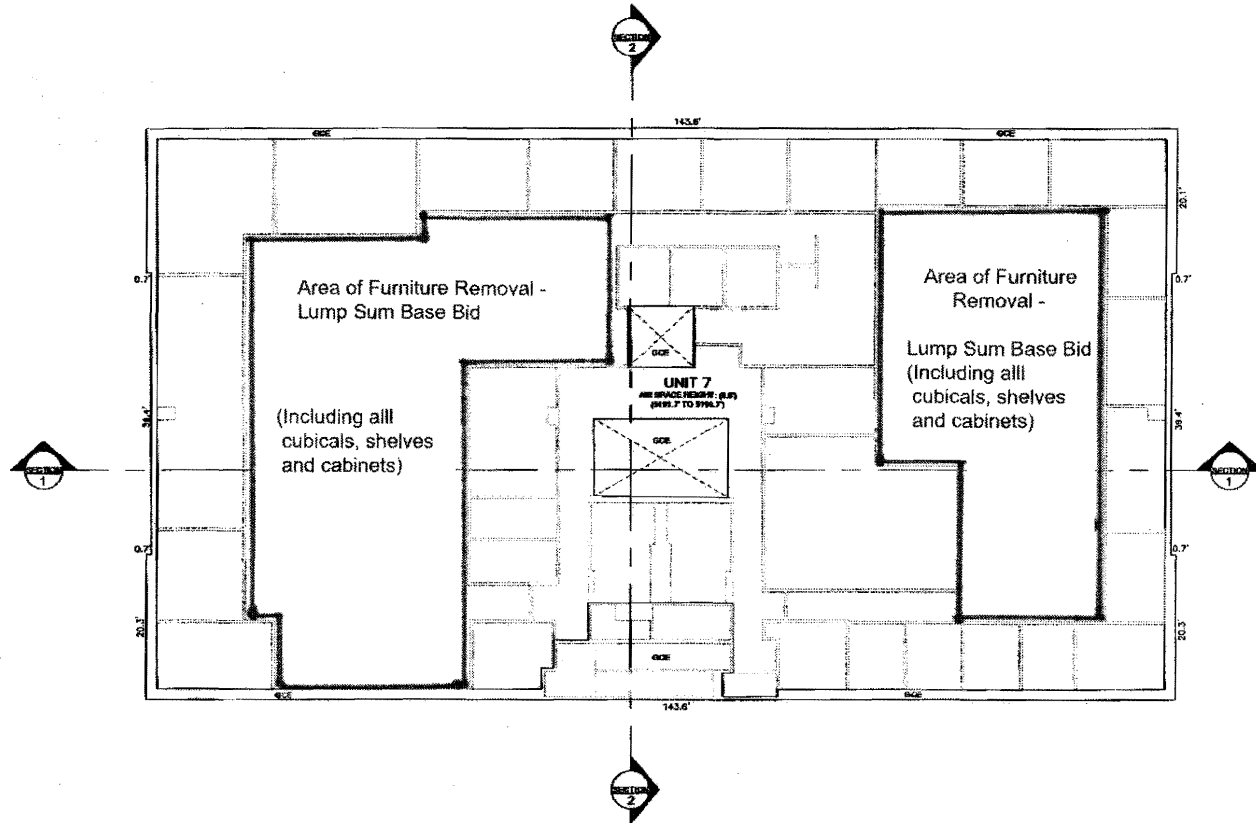 SECTION
2
143.6'
GCE
GCE
20.1'
0.7'
0.7'
Area of Furniture Removal -
Lump Sum Base Bid
(Including alll
cubicals, shelves
and cabinets)
Area of Furniture
Removal -
Lump Sum Base Bid
(Including alll
cubicals, shelves
and cabinets)
GCE
UNIT 7
AIR SPACE HEIGHT:
GCE
39.4'
39.4'
SECTION
1
SECTION
1
0.7'
0.7'
20.3'
20.3'
GCE
GCE
GCE
143.6'
SECTION
2